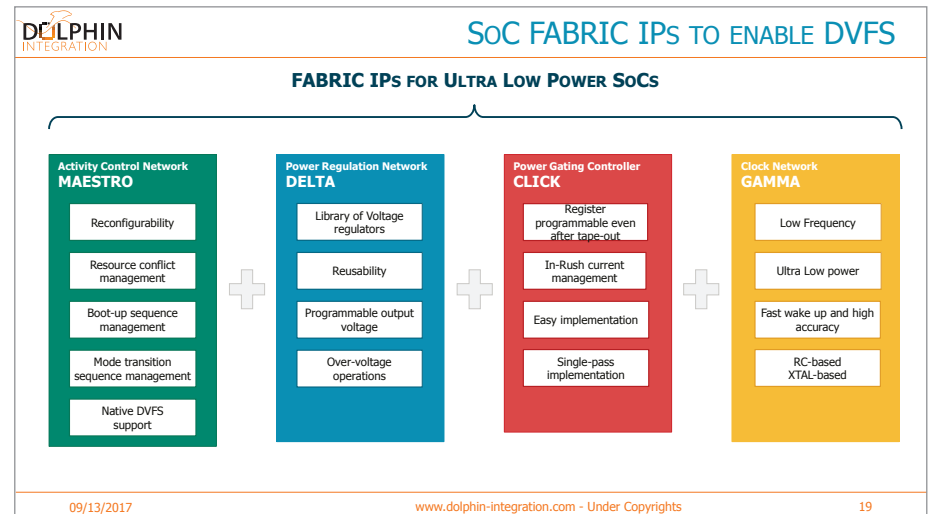 DOLPHIN
INTEGRATION
SOC FABRIC IPS TO ENABLE DVFS
FABRIC IPS FOR ULTRA LOW POWER SOCS
Activity Control Network
MAESTRO
Reconfigurability
Resource conflict
management
Boot-up sequence
management
Mode transition
sequence management
Native DVFS
support
Power Regulation Network
DELTA
Library of Voltage
regulators
Reusability
Programmable output
voltage
Over-voltage
operations
Power Gating Controller
CLICK
Register
programmable even
after tape-out
In-Rush current
management
Easy implementation
Single-pass
implementation
Clock Network
GAMMA
Low Frequency
Ultra Low power
Fast wake up and high
accuracy
RC-based
XTAL-based
09/13/2017
www.dolphin-integration.com - Under Copyrights
19